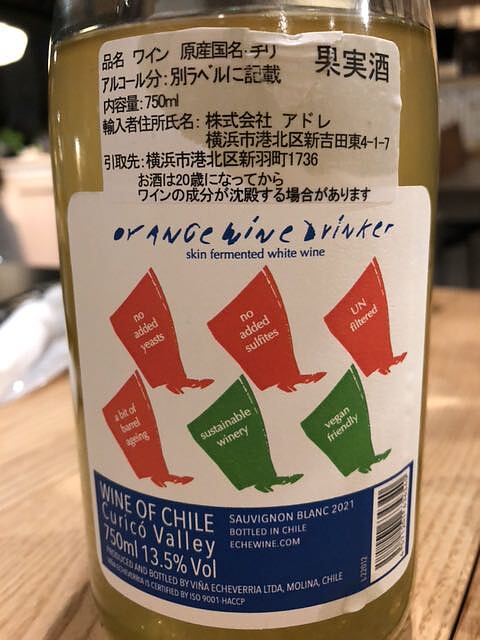 品名 ワイン 原産国名:チリ
果実酒
アルコール分:別ラベルに記載
内容量:750ml
輸入者住所氏名:株式会社 アドレ
横浜市港北区新吉田東4-1-7
引取先:横浜市港北区新羽町1736
お酒は20歳になってから
ワインの成分が沈殿する場合があります
ORANGE WINE DRINKER
skin fermented white wine
no
added
yeasts
no
added
sulfites
UN
filtered
a bit of
barrel
ageing
sustainable
winery
vegan
friendly
WINE OF CHILE
Curicó Valley
750ml 13.5% Vol
SAUVIGNON BLANC 2021
BOTTLED IN CHILE
ECHEWINE.COM
PRODUCED AND BOTTLED BY VIÑA ECHEVERRIA LTDA, MOLINA, CHILE
VIÑA ECHEVERRIA IS CERTIFIED BY ISO 9001-HACCP
L22012